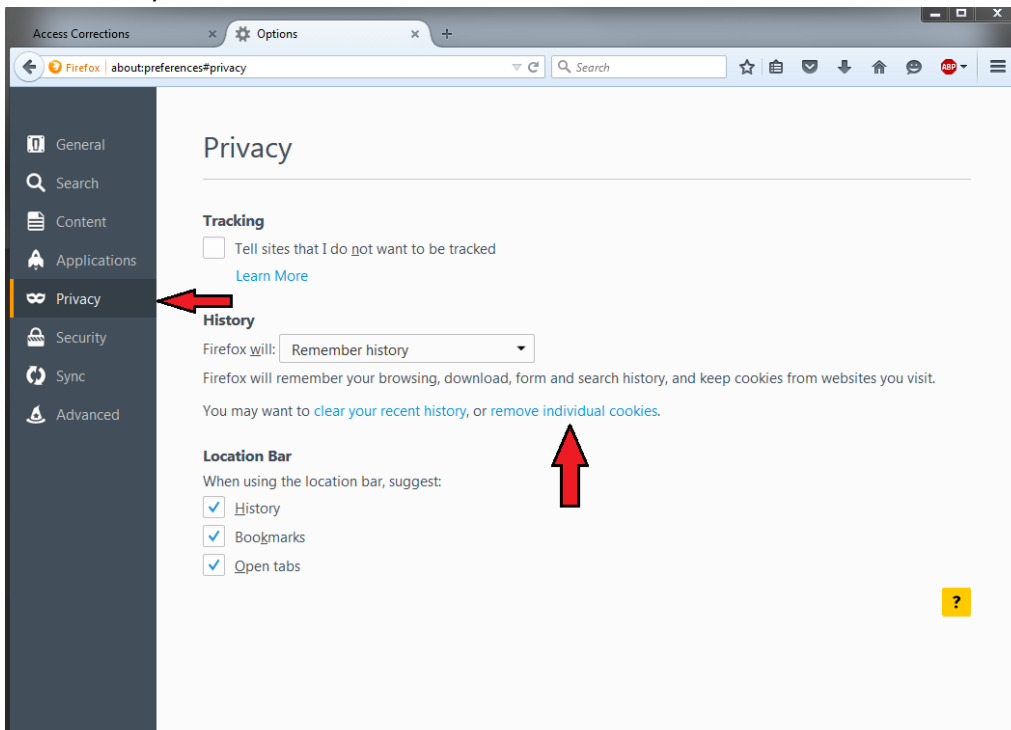 Access Corrections × Options × +
Firefox about:preferences#privacy Search ABP
General
Privacy
Search
Content
Tracking
Tell sites that I do not want to be tracked
Applications
Learn More
Privacy
History
Security
Firefox will: Remember history
Sync
Firefox will remember your browsing, download, form and search history, and keep cookies from websites you visit.
Advanced
You may want to clear your recent history, or remove individual cookies.
Location Bar
When using the location bar, suggest:
History
Bookmarks
Open tabs
?